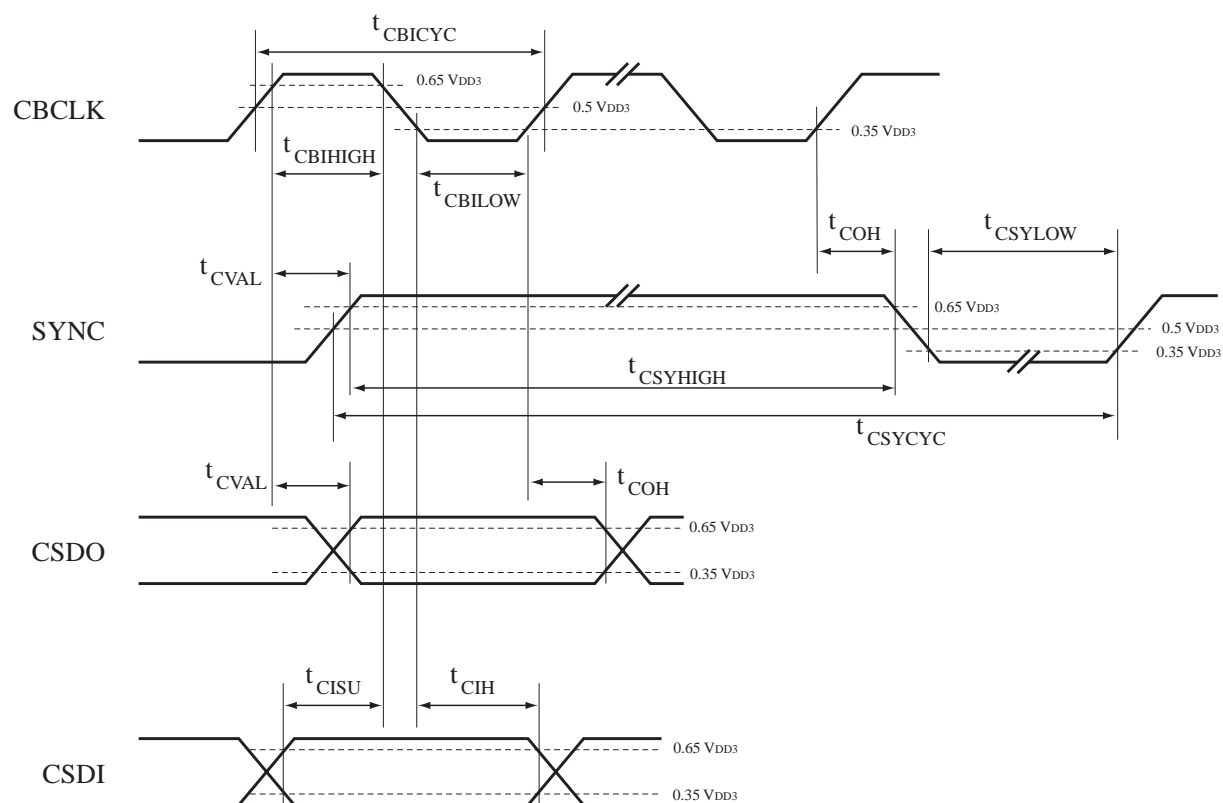 tCBICYC
0.65 VDD3
CBCLK
0.5 VDD3
0.35 VDD3
tCBIHIGH
tCBILOW
tCOH
tCSYLOW
tCVAL
0.65 VDD3
SYNC
0.5 VDD3
0.35 VDD3
tCSYHIGH
tCSYCYC
tCVAL
tCOH
0.65 VDD3
CSDO
0.35 VDD3
tCISU
tCIH
0.65 VDD3
CSDI
0.35 VDD3